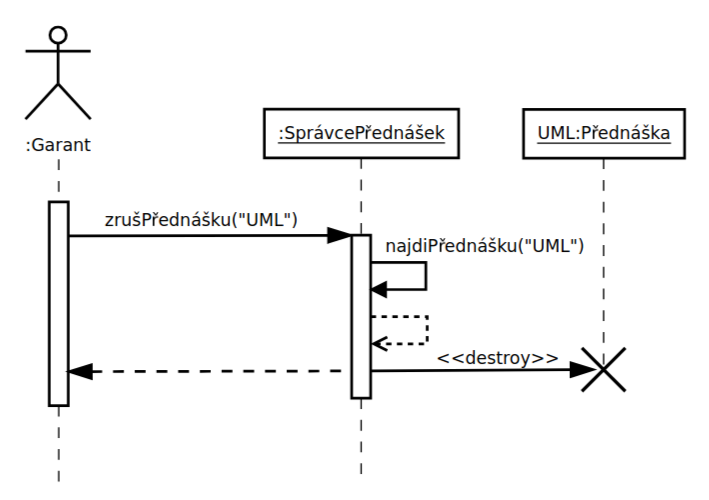 :Garant
:SprávcePřednášek
UML:Přednáška
zrušPřednášku("UML")
najdiPřednášku("UML")
<<destroy>>